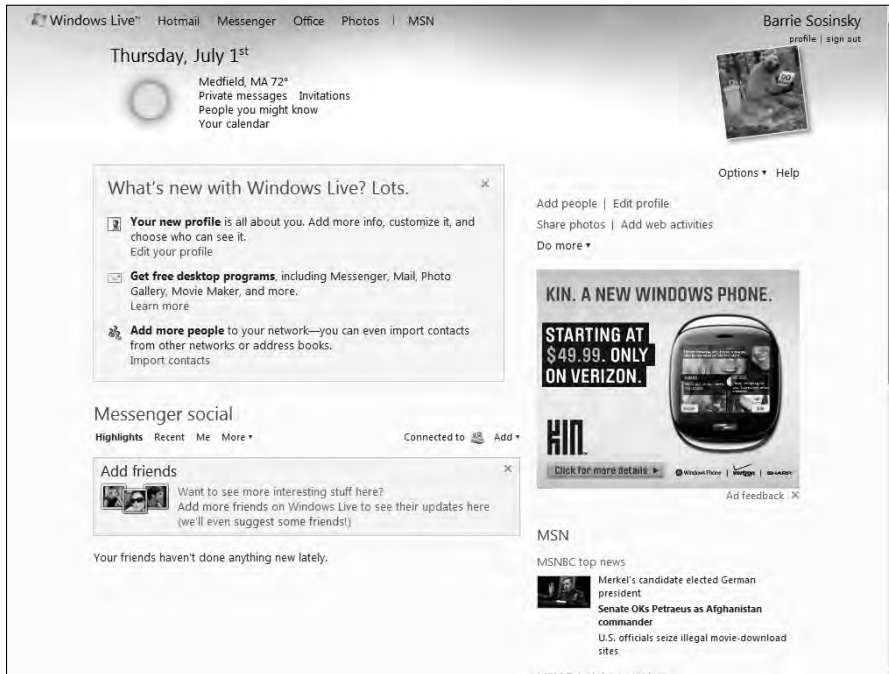 Windows Live™ Hotmail Messenger Office Photos | MSN
Barrie Sosinsky
profile | sign out
Thursday, July 1st
Medfield, MA 72°
Private messages Invitations
People you might know
Your calendar
Options ▾ Help
What's new with Windows Live? Lots.
Your new profile is all about you. Add more info, customize it, and
choose who can see it.
Edit your profile
Get free desktop programs, including Messenger, Mail, Photo
Gallery, Movie Maker, and more.
Learn more
Add more people to your network—you can even import contacts
from other networks or address books.
Import contacts
Messenger social
Highlights Recent Me More ▾
Connected to Add ▾
Add friends
Want to see more interesting stuff here?
Add more friends on Windows Live to see their updates here
(we'll even suggest some friends!)
Your friends haven't done anything new lately.
Add people | Edit profile
Share photos | Add web activities
Do more ▾
KIN. A NEW WINDOWS PHONE.
STARTING AT
$49.99. ONLY
ON VERIZON.
KIN
Click for more details ▶
Windows Phone | verizon | SHARP
Ad feedback | X
MSN
MSNBC top news
Merkel's candidate elected German
president
Senate OKs Petraeus as Afghanistan
commander
U.S. officials seize illegal movie-download
sites